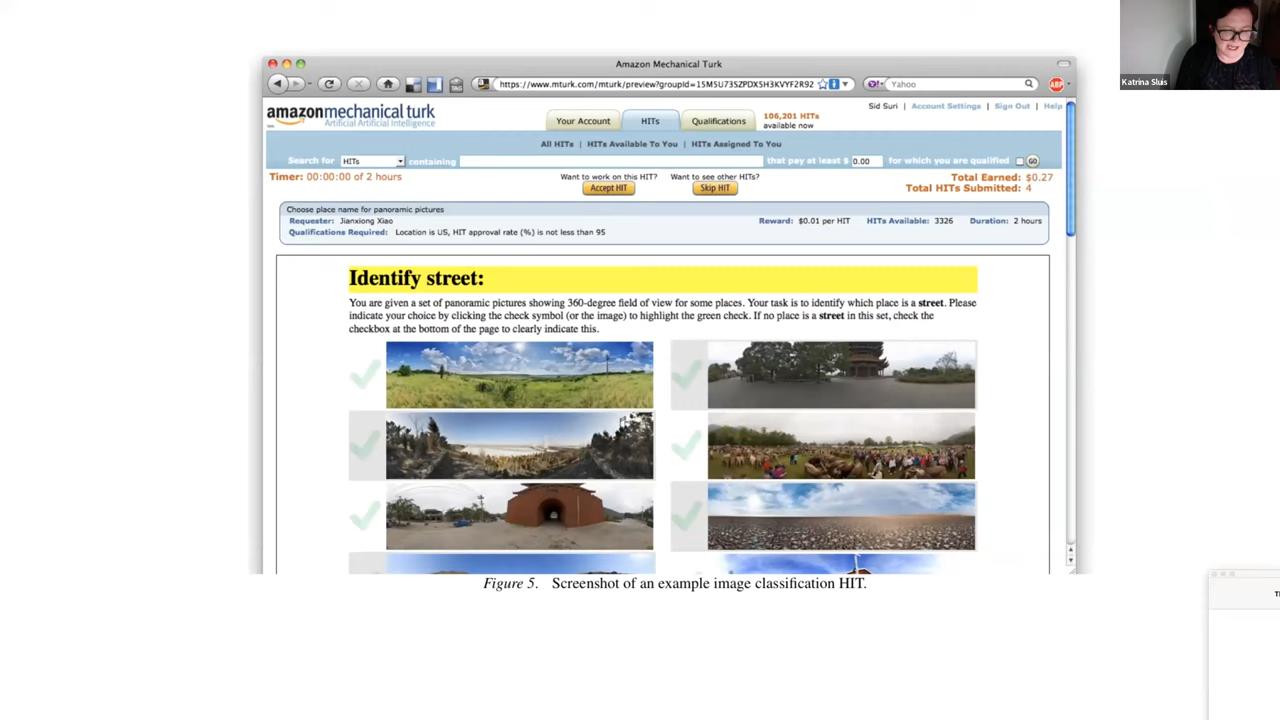 Katrina Sluis
Amazon Mechanical Turk
https://www.mturk.com/mturk/preview?groupId=15M5U73SZPDX5H3KVYF2R92
Yahoo
ABP
amazonmechanical turk
Artificial Artificial Intelligence
Your Account
HITs
Qualifications
106,201 HITs
available now
Sid Suri | Account Settings | Sign Out | Help
All HITs | HITs Available To You | HITs Assigned To You
Search for HITs containing that pay at least $ 0.00 for which you are qualified GO
Timer: 00:00:00 of 2 hours
Want to work on this HIT?
Accept HIT
Want to see other HITs?
Skip HIT
Total Earned: $0.27
Total HITs Submitted: 4
Choose place name for panoramic pictures
Requester: Jianxiong Xiao
Reward: $0.01 per HIT HITs Available: 3326 Duration: 2 hours
Qualifications Required: Location is US, HIT approval rate (%) is not less than 95
Identify street:
You are given a set of panoramic pictures showing 360-degree field of view for some places. Your task is to identify which place is a street. Please
indicate your choice by clicking the check symbol (or the image) to highlight the green check. If no place is a street in this set, check the
checkbox at the bottom of the page to clearly indicate this.
Figure 5. Screenshot of an example image classification HIT.